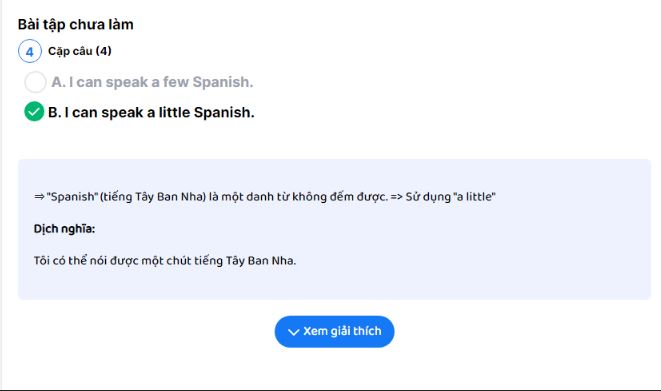 Bài tập chưa làm
4 Cặp câu (4)
A. I can speak a few Spanish.
B. I can speak a little Spanish.
⇒ "Spanish" (tiếng Tây Ban Nha) là một danh từ không đếm được. => Sử dụng "a little"
Dịch nghĩa:
Tôi có thể nói được một chút tiếng Tây Ban Nha.
Xem giải thích